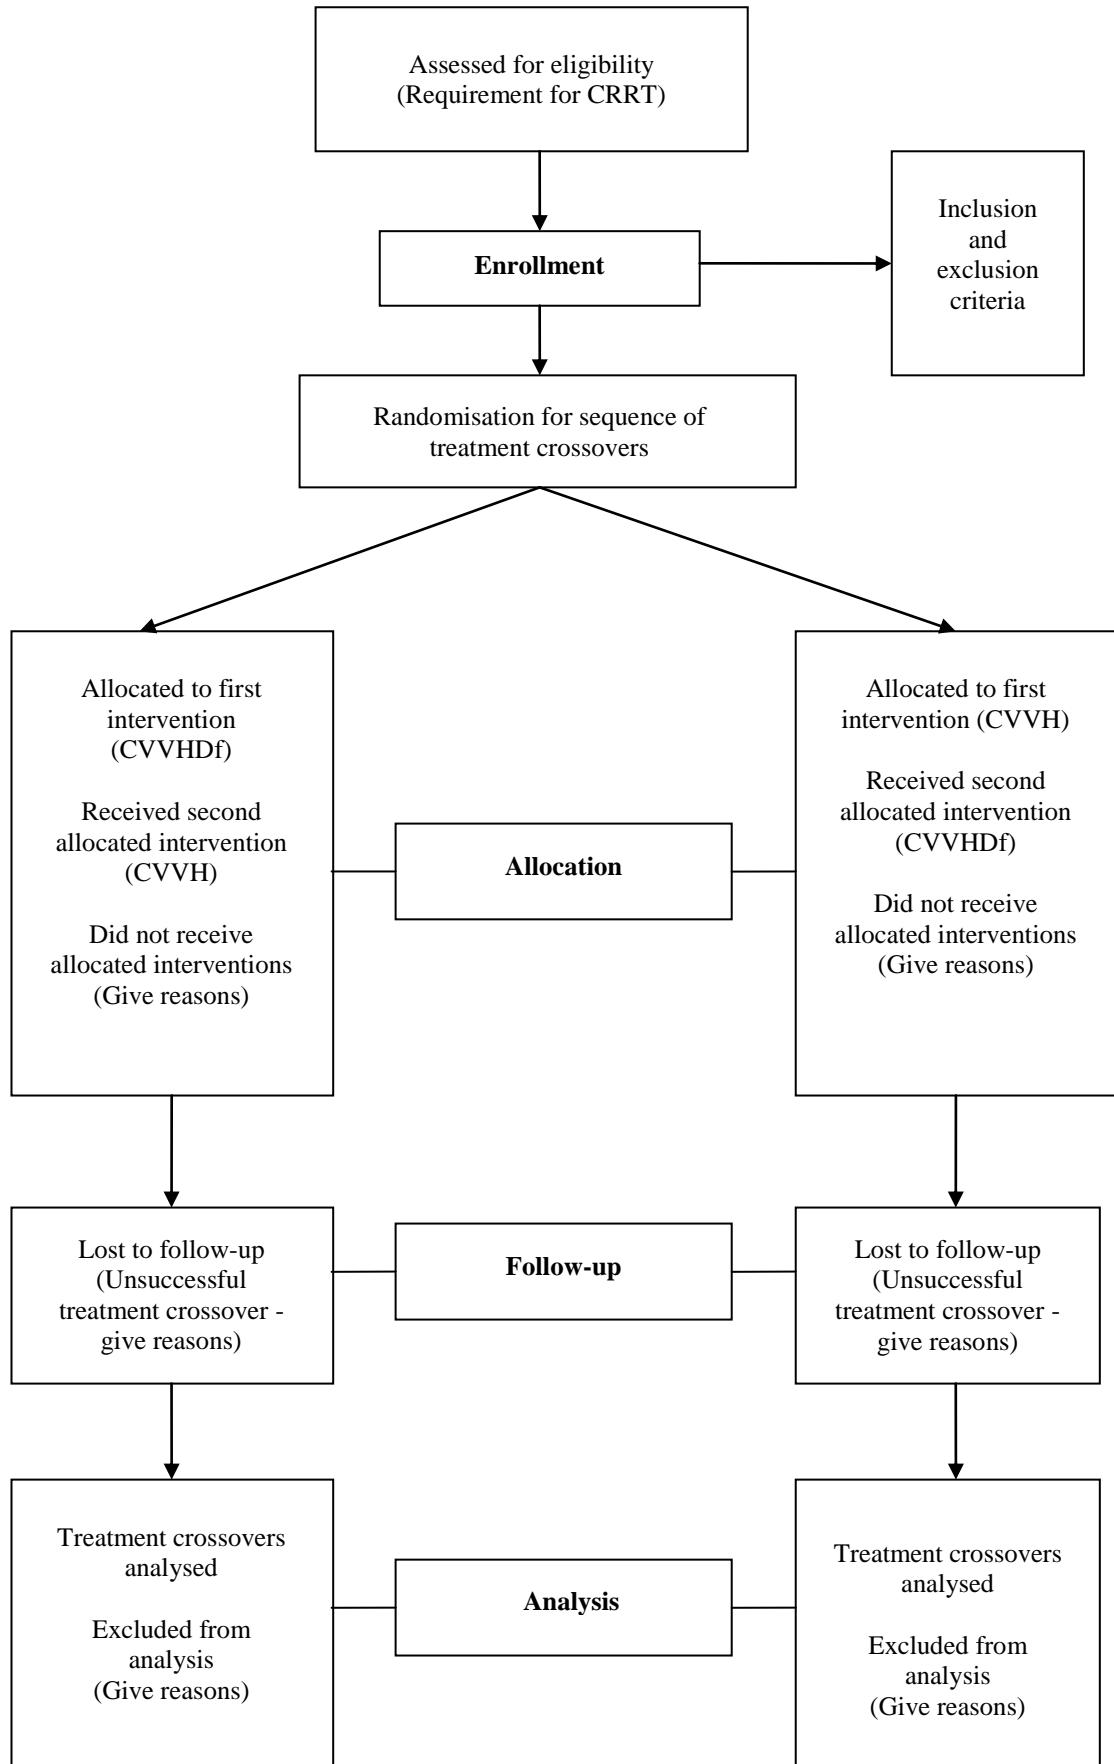 Assessed for eligibility
(Requirement for CRRT)
Inclusion
and
exclusion
criteria
Enrollment
Randomisation for sequence of
treatment crossovers
Allocated to first
intervention
(CVVHDf)
Received second
allocated intervention
(CVVH)
Did not receive
allocated interventions
(Give reasons)
Allocation
Allocated to first
intervention (CVVH)
Received second
allocated intervention
(CVVHDf)
Did not receive
allocated interventions
(Give reasons)
Lost to follow-up
(Unsuccessful
treatment crossover -
give reasons)
Follow-up
Lost to follow-up
(Unsuccessful
treatment crossover -
give reasons)
Treatment crossovers
analysed
Excluded from
analysis
(Give reasons)
Analysis
Treatment crossovers
analysed
Excluded from
analysis
(Give reasons)